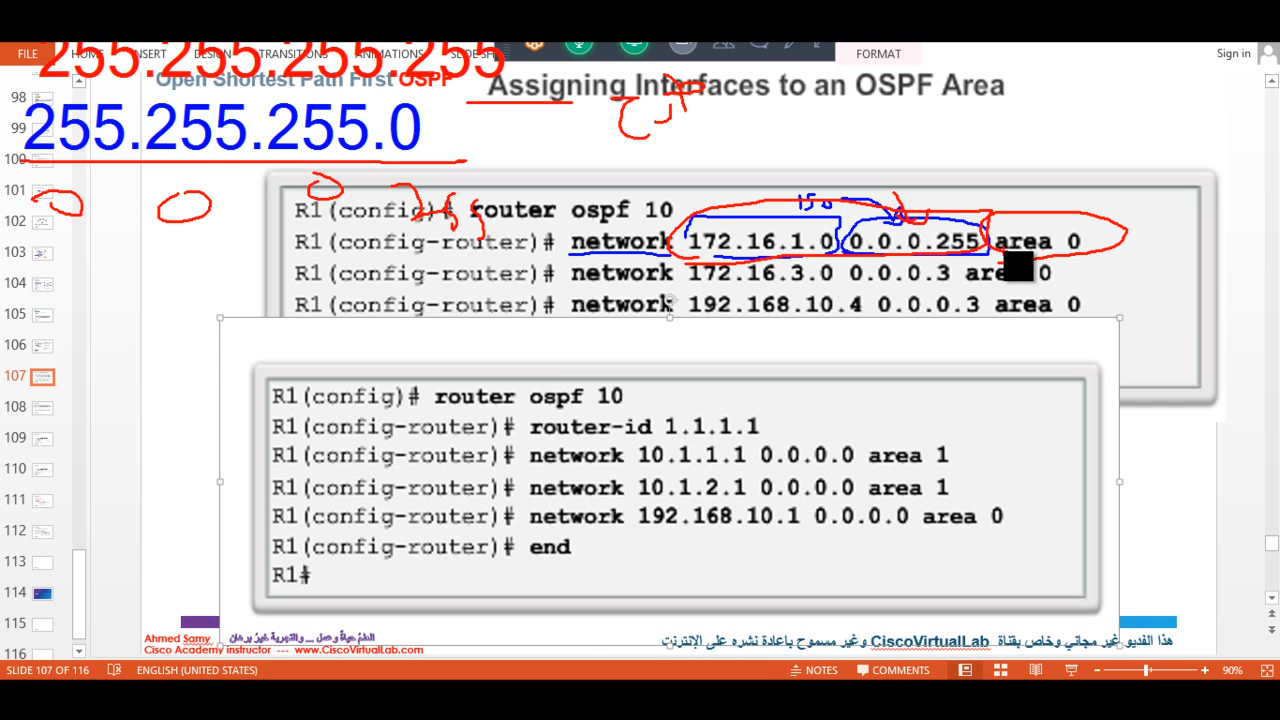 FILE HOME INSERT DESIGN TRANSITIONS ANIMATIONS SLIDE SH FORMAT Sign in
255.255.255.255
Open Shortest Path First OSPF
Assigning Interfaces to an OSPF Area
255.255.255.0
150
R1(config)# router ospf 10
R1(config-router)# network 172.16.1.0 0.0.0.255 area 0
R1(config-router)# network 172.16.3.0 0.0.0.3 area 0
R1(config-router)# network 192.168.10.4 0.0.0.3 area 0
R1(config)# router ospf 10
R1(config-router)# router-id 1.1.1.1
R1(config-router)# network 10.1.1.1 0.0.0.0 area 1
R1(config-router)# network 10.1.2.1 0.0.0.0 area 1
R1(config-router)# network 192.168.10.1 0.0.0.0 area 0
R1(config-router)# end
R1#
98
99
100
101
102
103
104
105
106
107
108
109
110
111
112
113
114
115
116
Ahmed Samy
Cisco Academy instructor --- www.CiscoVirtualLab.com
هذا الفديو غير مجاني وخاص بقناة CiscoVirtualLab وغير مسموح باعادة نشره على الإنترنت
SLIDE 107 OF 116 ENGLISH (UNITED STATES) NOTES COMMENTS 90%